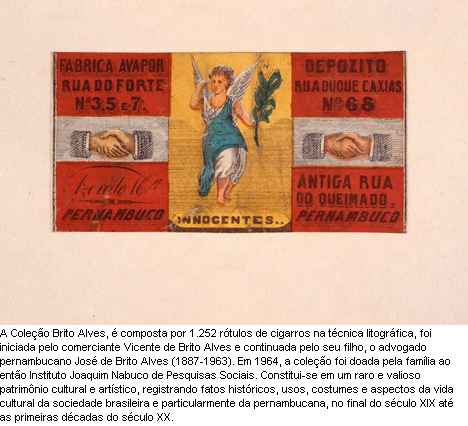 FABRICA AVAPOR
RUA DO FORTE
Nos 3,5 E 7.
PERNAMBUCO
INNOCENTES..
DEPOZITO
RUA DUQUE CAXIAS
No 68
ANTIGA RUA
DO QUEIMADO.
PERNAMBUCO
A Coleção Brito Alves, é composta por 1.252 rótulos de cigarros na técnica litográfica, foi
iniciada pelo comerciante Vicente de Brito Alves e continuada pelo seu filho, o advogado
pernambucano José de Brito Alves (1887-1963). Em 1964, a coleção foi doada pela família ao
então Instituto Joaquim Nabuco de Pesquisas Sociais. Constitui-se em um raro e valioso
patrimônio cultural e artístico, registrando fatos históricos, usos, costumes e aspectos da vida
cultural da sociedade brasileira e particularmente da pernambucana, no final do século XIX até
as primeiras décadas do século XX.